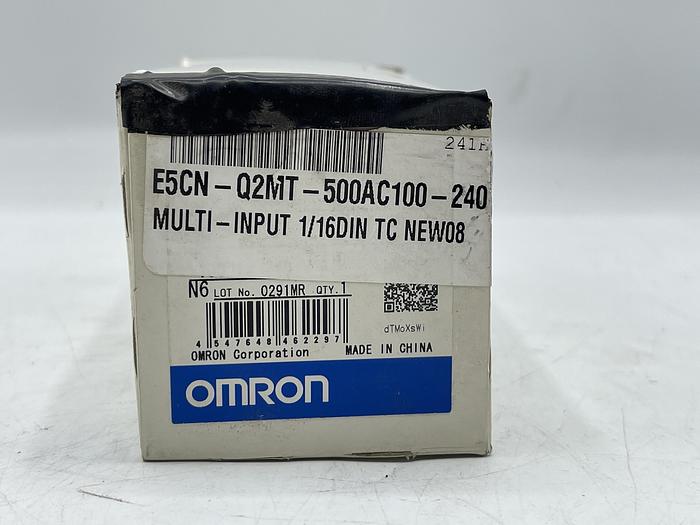 E5CN-Q2MT-500AC100-240
MULTI-INPUT 1/16DIN TC NEW08
N6 LOT No. 0291MR QTY. 1
dTMoXsWi
4 547648 462297
OMRON Corporation MADE IN CHINA
OMRON